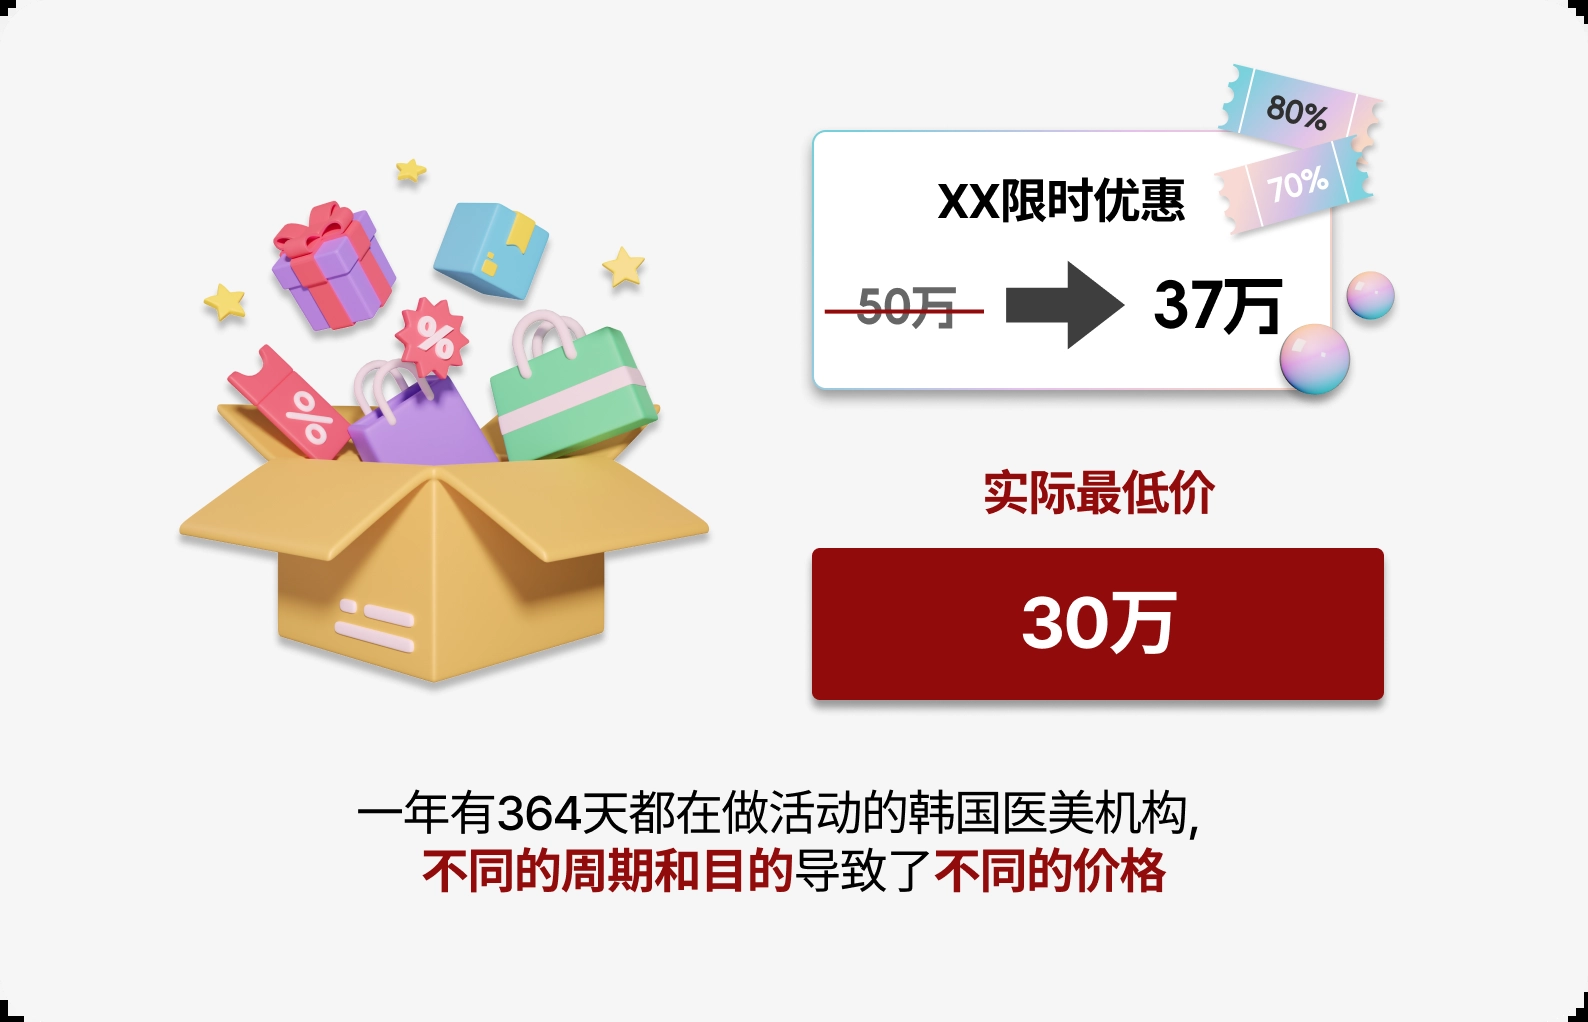 80%
70%
XX限时优惠
50万
37万
%
%
实际最低价
30万
一年有364天都在做活动的韩国医美机构,
不同的周期和目的导致了不同的价格